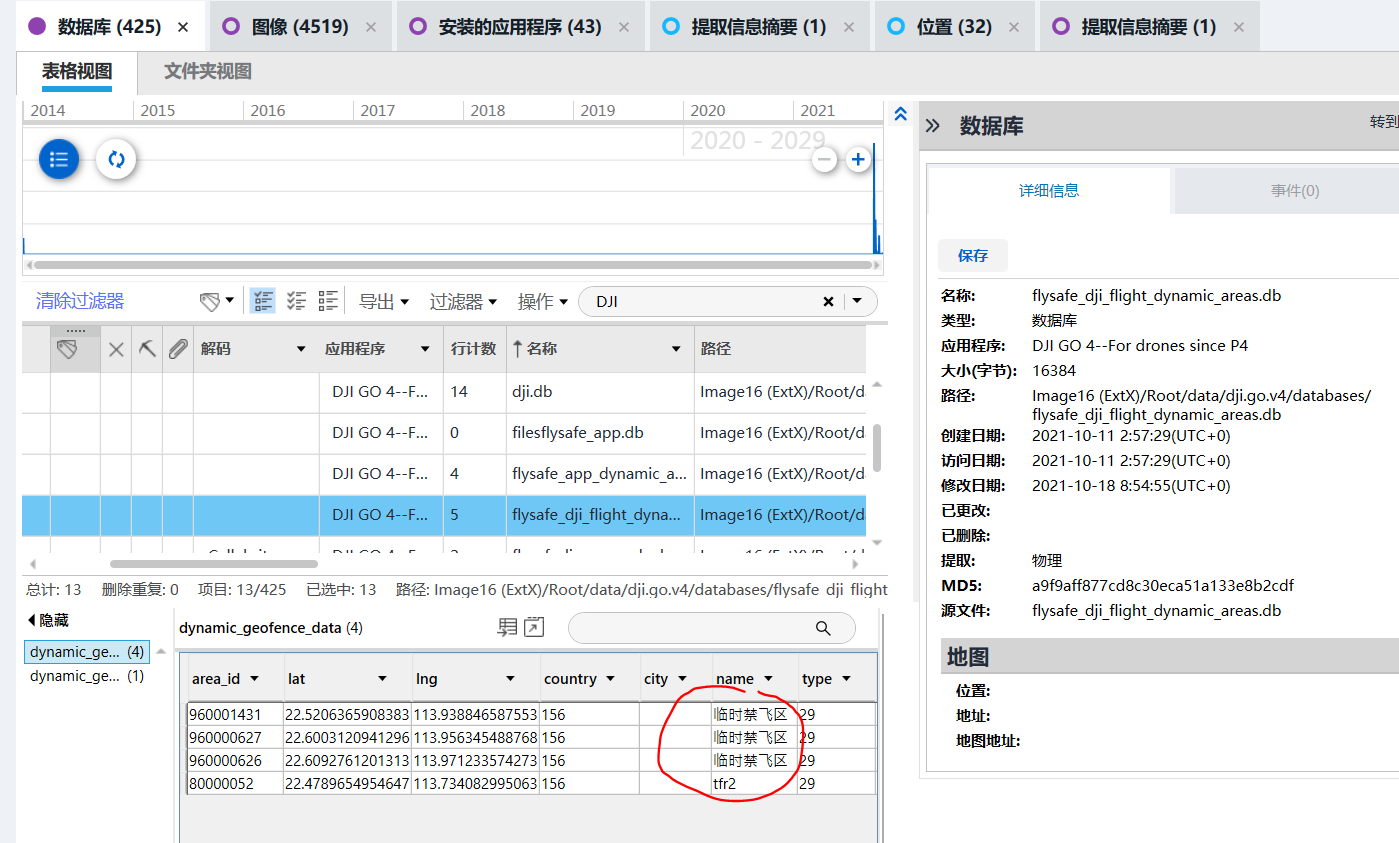 数据库 (425) ×
图像 (4519) ×
安装的应用程序 (43) ×
提取信息摘要 (1) ×
位置 (32) ×
提取信息摘要 (1) ×
表格视图
文件夹视图
2014 2015 2016 2017 2018 2019 2020 2021
2020 - 2029
清除过滤器
导出
过滤器
操作
DJI
解码 应用程序 行计数 名称 路径
DJI GO 4--F... 14 dji.db Image16 (ExtX)/Root/d
DJI GO 4--F... 0 filesflysafe_app.db Image16 (ExtX)/Root/d
DJI GO 4--F... 4 flysafe_app_dynamic_a... Image16 (ExtX)/Root/d
DJI GO 4--F... 5 flysafe_dji_flight_dyna... Image16 (ExtX)/Root/d
总计: 13 删除重复: 0 项目: 13/425 已选中: 13 路径: Image16 (ExtX)/Root/data/dji.go.v4/databases/flysafe_dji_flight
隐藏
dynamic_ge... (4)
dynamic_ge... (1)
dynamic_geofence_data (4)
area_id lat lng country city name type
960001431 22.5206365908383 113.938846587553 156 临时禁飞区 29
960000627 22.6003120941296 113.956345488768 156 临时禁飞区 29
960000626 22.6092761201313 113.971233574273 156 临时禁飞区 29
80000052 22.4789654954647 113.734082995063 156 tfr2 29
数据库
转到
详细信息
事件(0)
保存
名称: flysafe_dji_flight_dynamic_areas.db
类型: 数据库
应用程序: DJI GO 4--For drones since P4
大小(字节): 16384
路径: Image16 (ExtX)/Root/data/dji.go.v4/databases/
flysafe_dji_flight_dynamic_areas.db
创建日期: 2021-10-11 2:57:29(UTC+0)
访问日期: 2021-10-11 2:57:29(UTC+0)
修改日期: 2021-10-18 8:54:55(UTC+0)
已更改:
已删除:
提取: 物理
MD5: a9f9aff877cd8c30eca51a133e8b2cdf
源文件: flysafe_dji_flight_dynamic_areas.db
地图
位置:
地址:
地图地址: